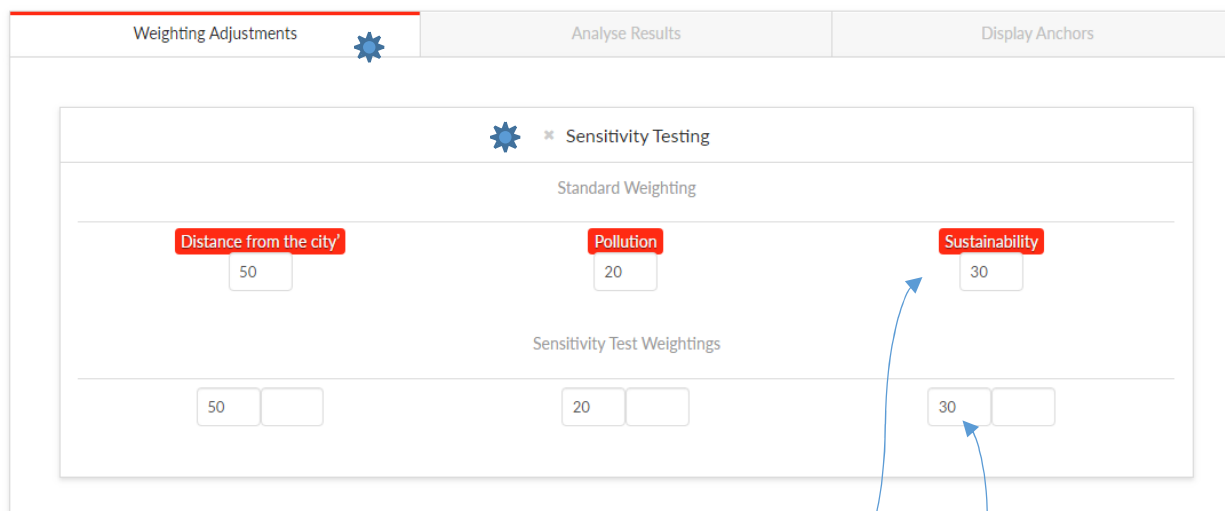 Weighting Adjustments Analyse Results Display Anchors
✖ Sensitivity Testing
Standard Weighting
Distance from the city’ Pollution Sustainability
50 20 30
Sensitivity Test Weightings
50 20 30